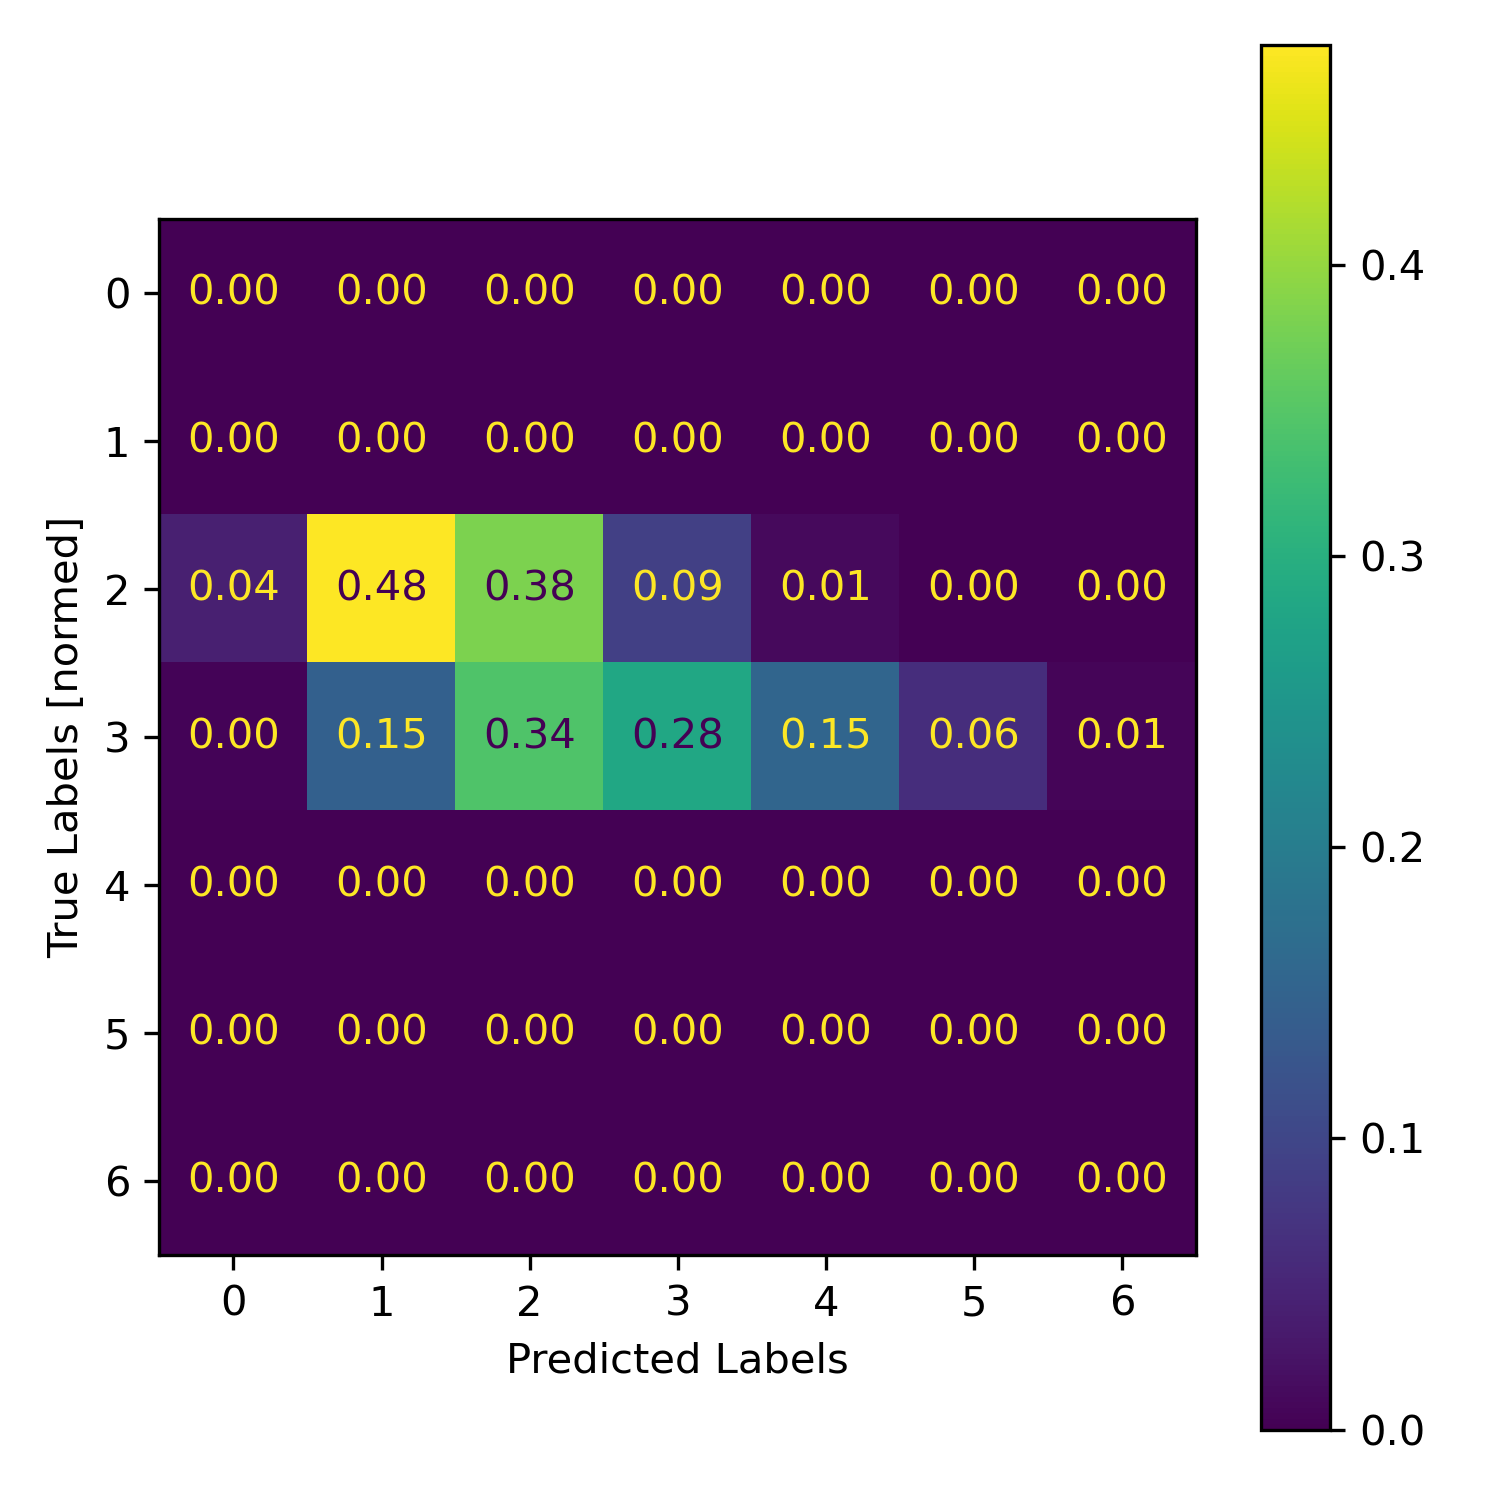 0 0.00 0.00 0.00 0.00 0.00 0.00 0.00
1 0.00 0.00 0.00 0.00 0.00 0.00 0.00
2 0.04 0.48 0.38 0.09 0.01 0.00 0.00
3 0.00 0.15 0.34 0.28 0.15 0.06 0.01
4 0.00 0.00 0.00 0.00 0.00 0.00 0.00
5 0.00 0.00 0.00 0.00 0.00 0.00 0.00
6 0.00 0.00 0.00 0.00 0.00 0.00 0.00
0 1 2 3 4 5 6
Predicted Labels
True Labels [normed]
0.4
0.3
0.2
0.1
0.0